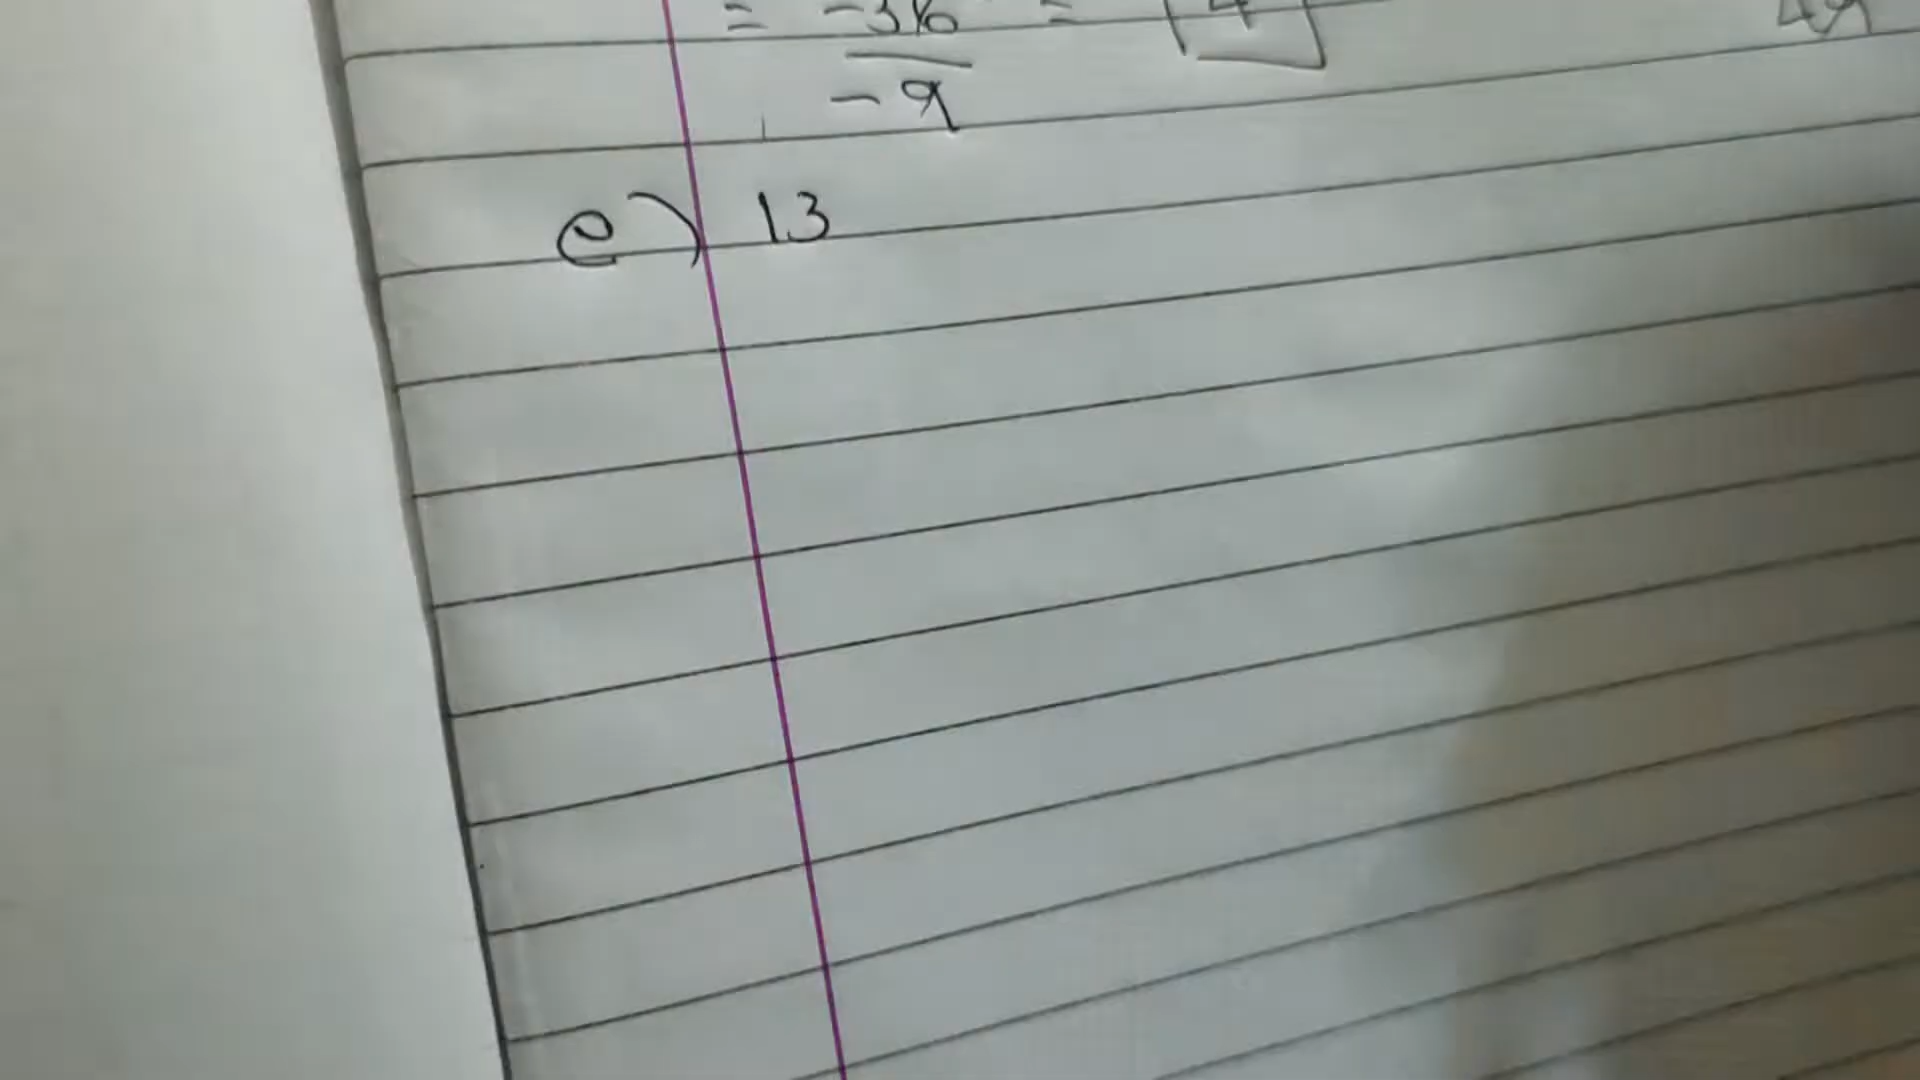 = -36 = 4
-9
e) 13